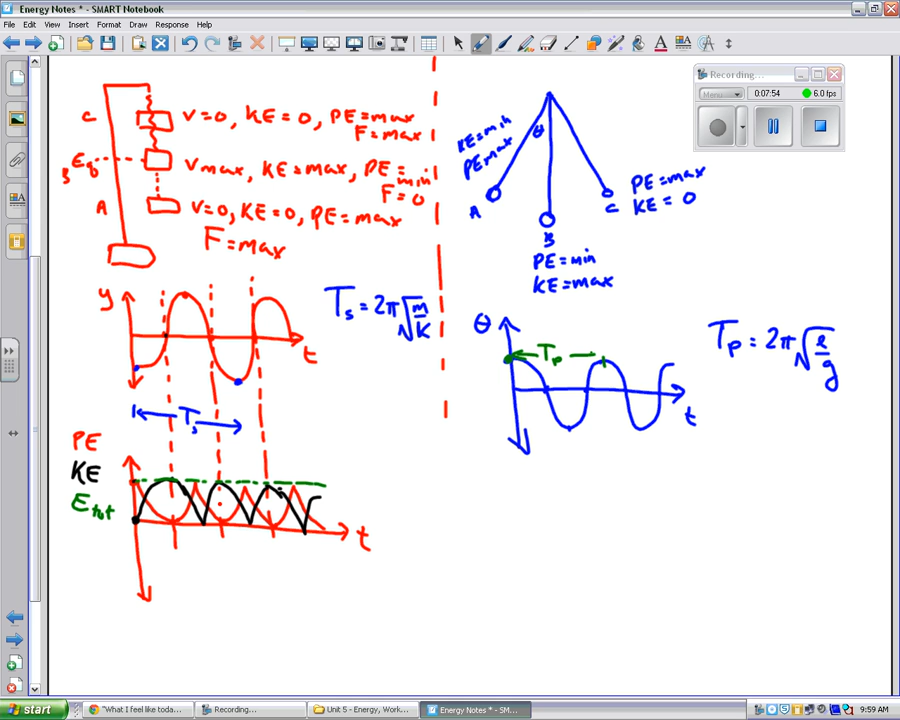 Energy Notes * - SMART Notebook
File Edit View Insert Format Draw Response Favorites Help
Recording...
0:07:54 6.0 fps
Menu
C
V=0, KE=0, PE=max
F=max
B Eq
Vmax, KE=max, PE=min
F=0
A
V=0, KE=0, PE=max
F=max
y
t
Ts = 2π√m/K
Ts
PE
KE
Etot
t
KE=min
PE max
θ
A
B
PE=min
KE=max
C
PE=max
KE=0
θ
Tp
t
Tp = 2π√ℓ/g
start
"What I feel like toda...
Recording...
Unit 5 - Energy, Work...
Energy Notes * - SM...
9:59 AM